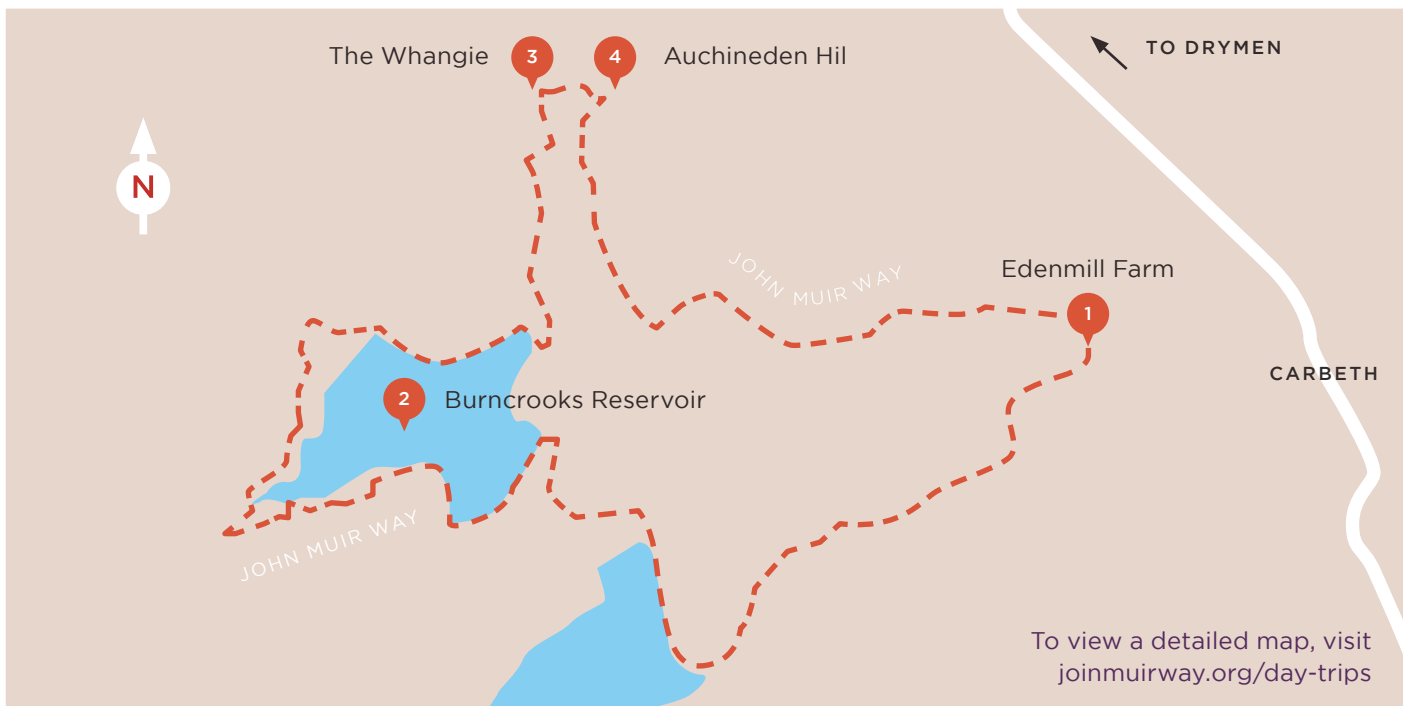 The Whangie
3
4
Auchineden Hil
TO DRYMEN
N
JOHN MUIR WAY
Edenmill Farm
1
CARBETH
2
Burncrooks Reservoir
JOHN MUIR WAY
To view a detailed map, visit
joinmuirway.org/day-trips